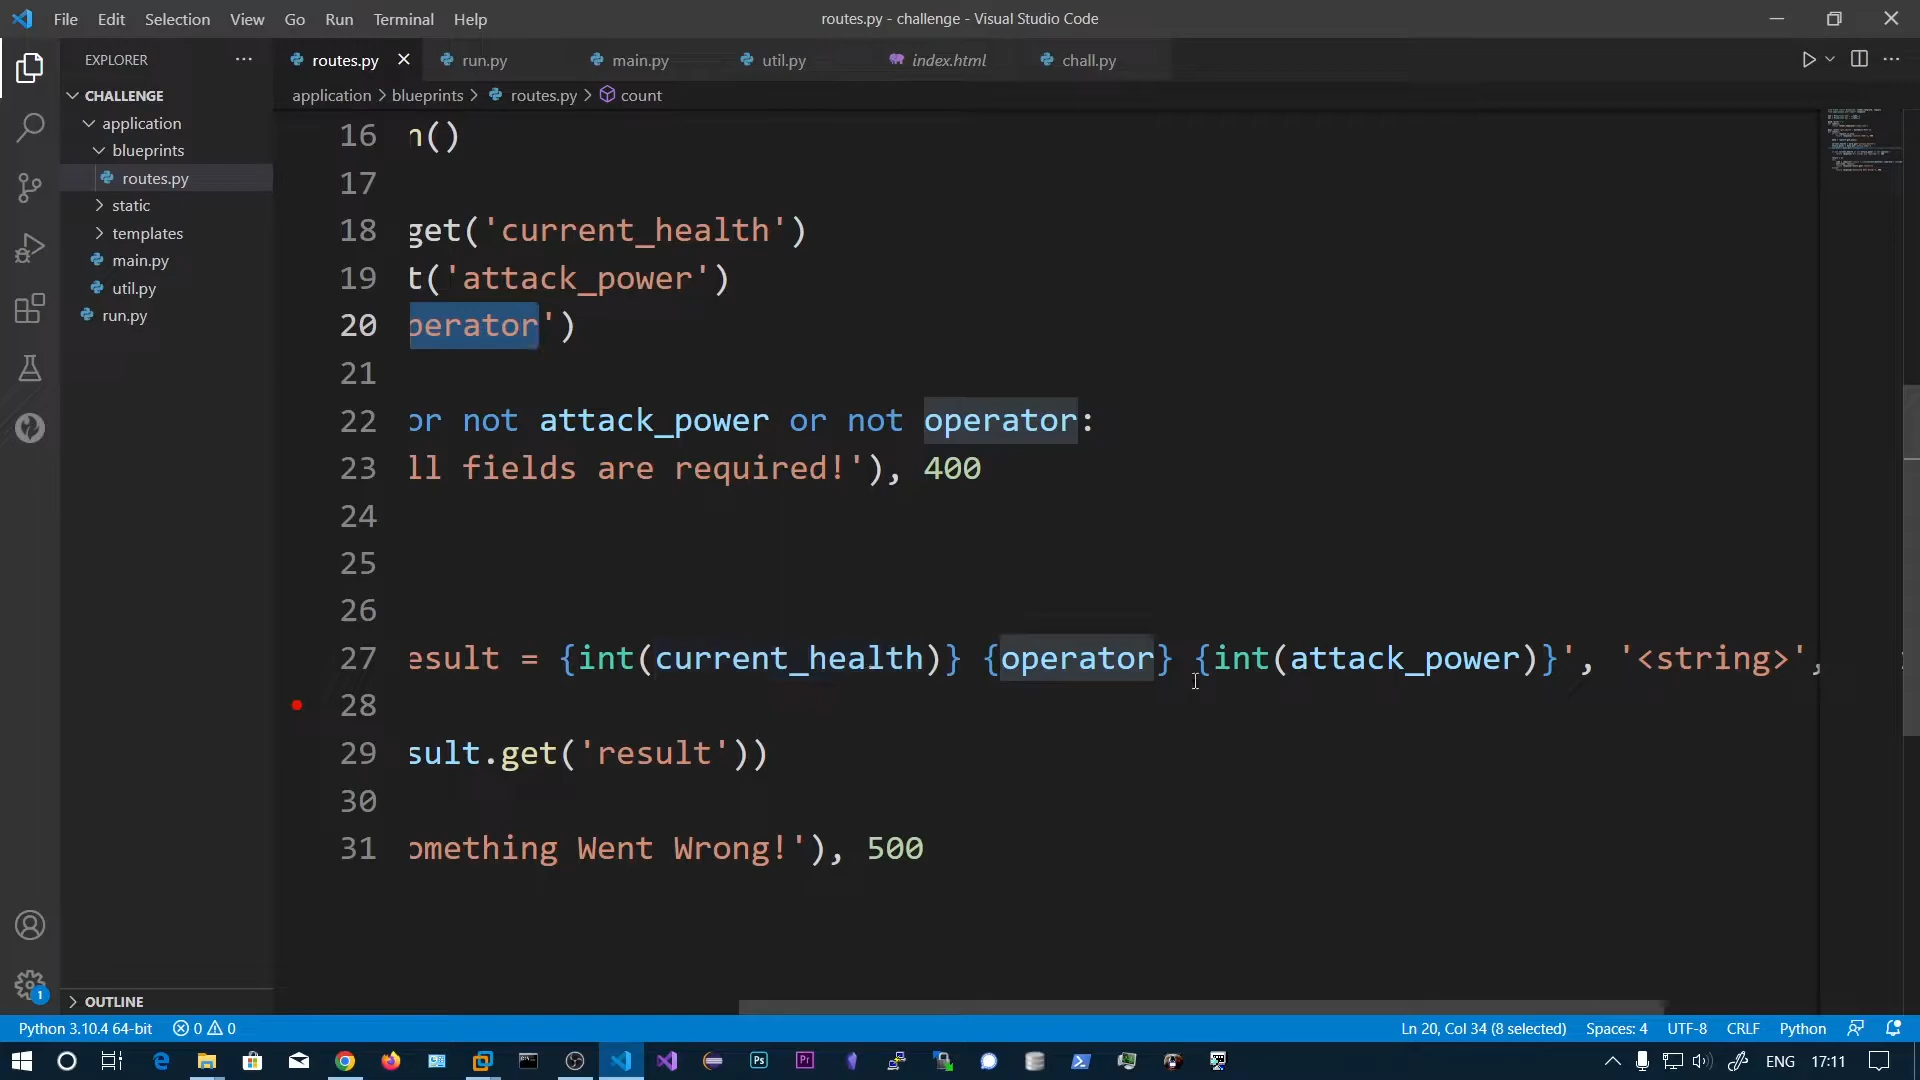 File Edit Selection View Go Run Terminal Help
routes.py - challenge - Visual Studio Code
EXPLORER
routes.py run.py main.py util.py index.html chall.py
CHALLENGE
application > blueprints > routes.py > count
application
blueprints
routes.py
static
templates
main.py
util.py
run.py
16 n()
17
18 get('current_health')
19 t('attack_power')
20 perator')
21
22 or not attack_power or not operator:
23 ll fields are required!'), 400
24
25
26
27 esult = {int(current_health)} {operator} {int(attack_power)}', '<string>',
28
29 sult.get('result'))
30
31 omething Went Wrong!'), 500
1
OUTLINE
Python 3.10.4 64-bit 0 0 Ln 20, Col 34 (8 selected) Spaces: 4 UTF-8 CRLF Python
Ps Pr ENG 17:11